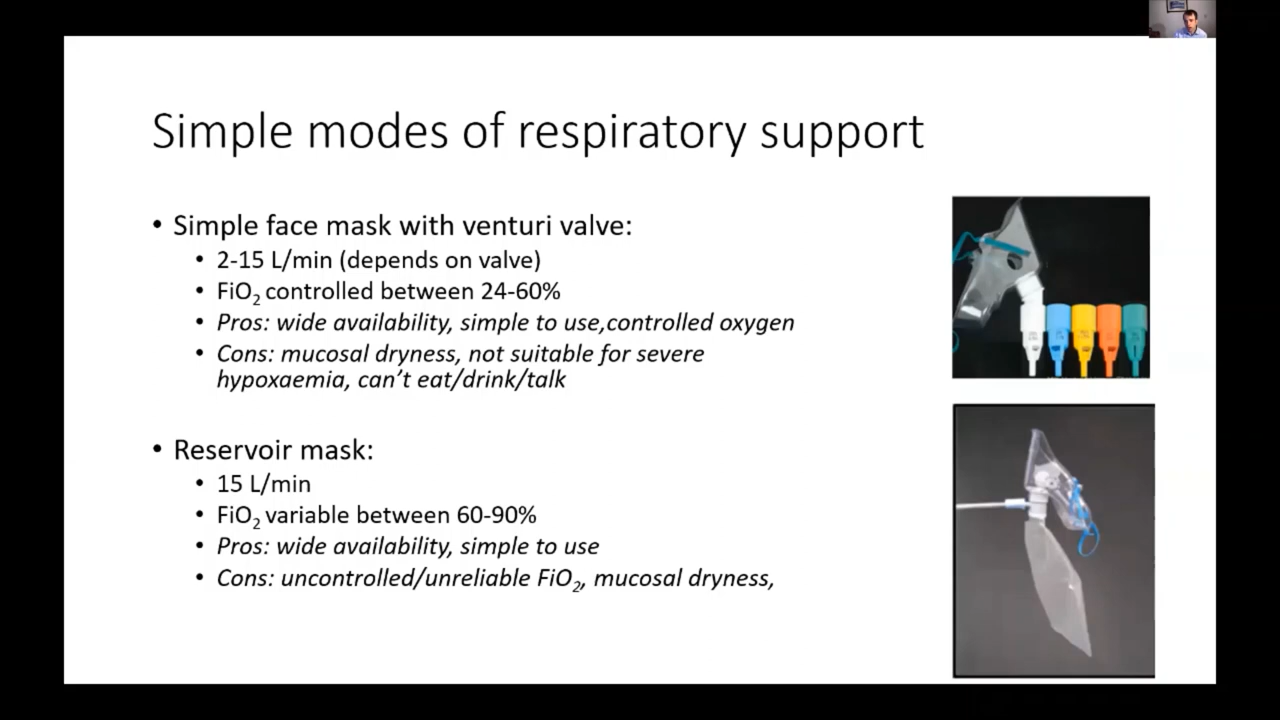 Simple modes of respiratory support
• Simple face mask with venturi valve:
• 2-15 L/min (depends on valve)
• FiO₂ controlled between 24-60%
• Pros: wide availability, simple to use,controlled oxygen
• Cons: mucosal dryness, not suitable for severe
hypoxaemia, can’t eat/drink/talk
• Reservoir mask:
• 15 L/min
• FiO₂ variable between 60-90%
• Pros: wide availability, simple to use
• Cons: uncontrolled/unreliable FiO₂, mucosal dryness,